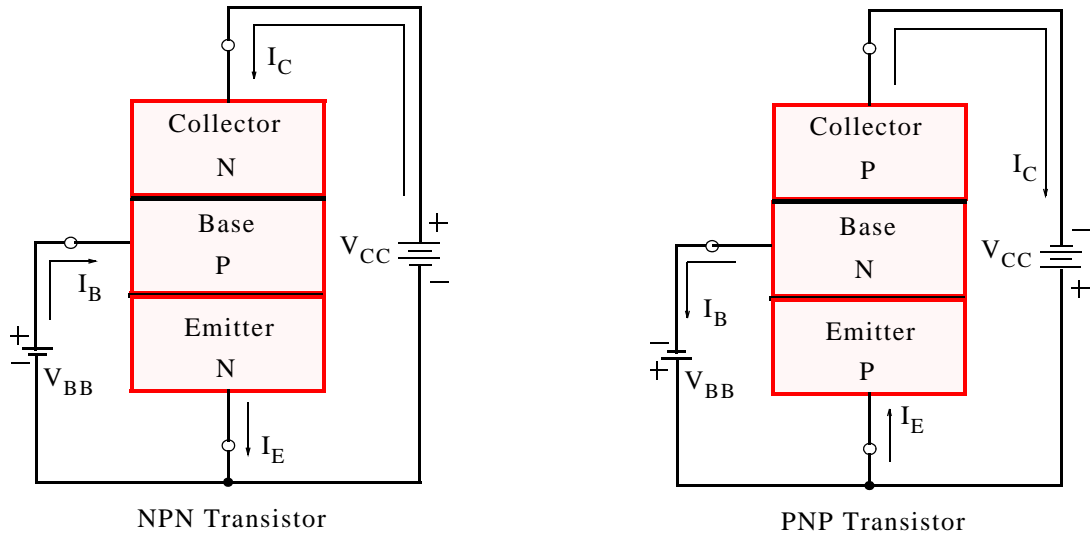 I_C
Collector
N
Base
P
Emitter
N
I_B
+
−
V_BB
V_CC
+
−
I_E
NPN Transistor
Collector
P
Base
N
Emitter
P
I_C
I_B
−
+
V_BB
V_CC
−
+
I_E
PNP Transistor